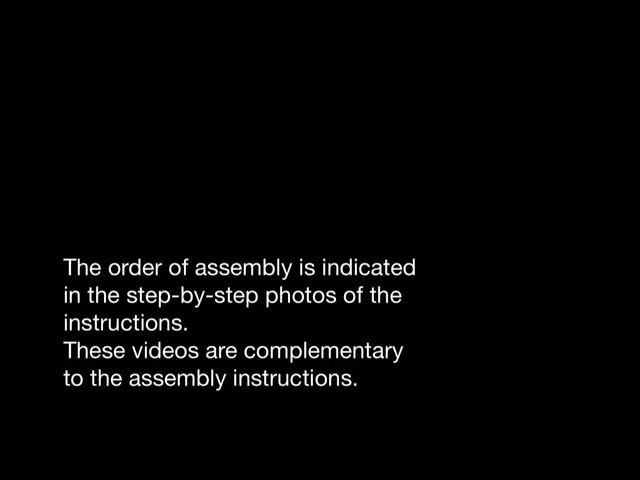 The order of assembly is indicated
in the step-by-step photos of the
instructions.
These videos are complementary
to the assembly instructions.